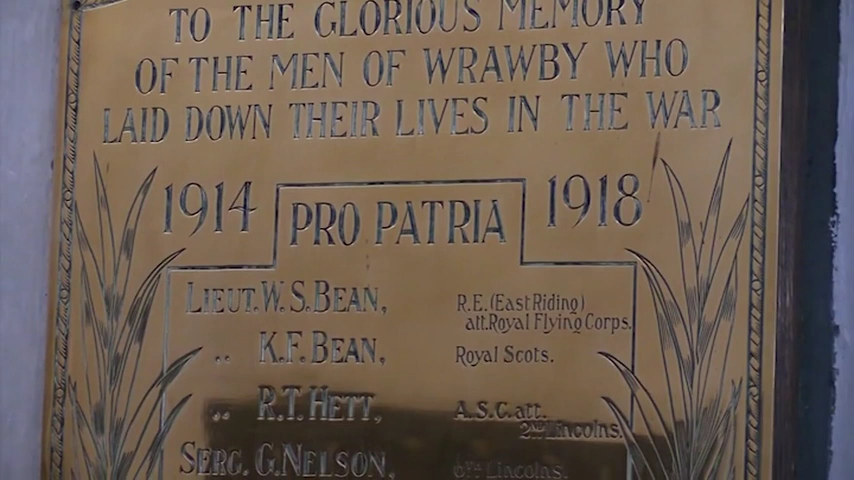 TO THE GLORIOUS MEMORY
OF THE MEN OF WRAWBY WHO
LAID DOWN THEIR LIVES IN THE WAR
1914 PRO PATRIA 1918
LIEUT. W. S. BEAN, R.E. (East Riding)
att. Royal Flying Corps.
„ K. F. BEAN, Royal Scots.
„ R. T. HETT, A.S.C. att.
2ND Lincolns.
SERG. G. NELSON, 6TH Lincolns.